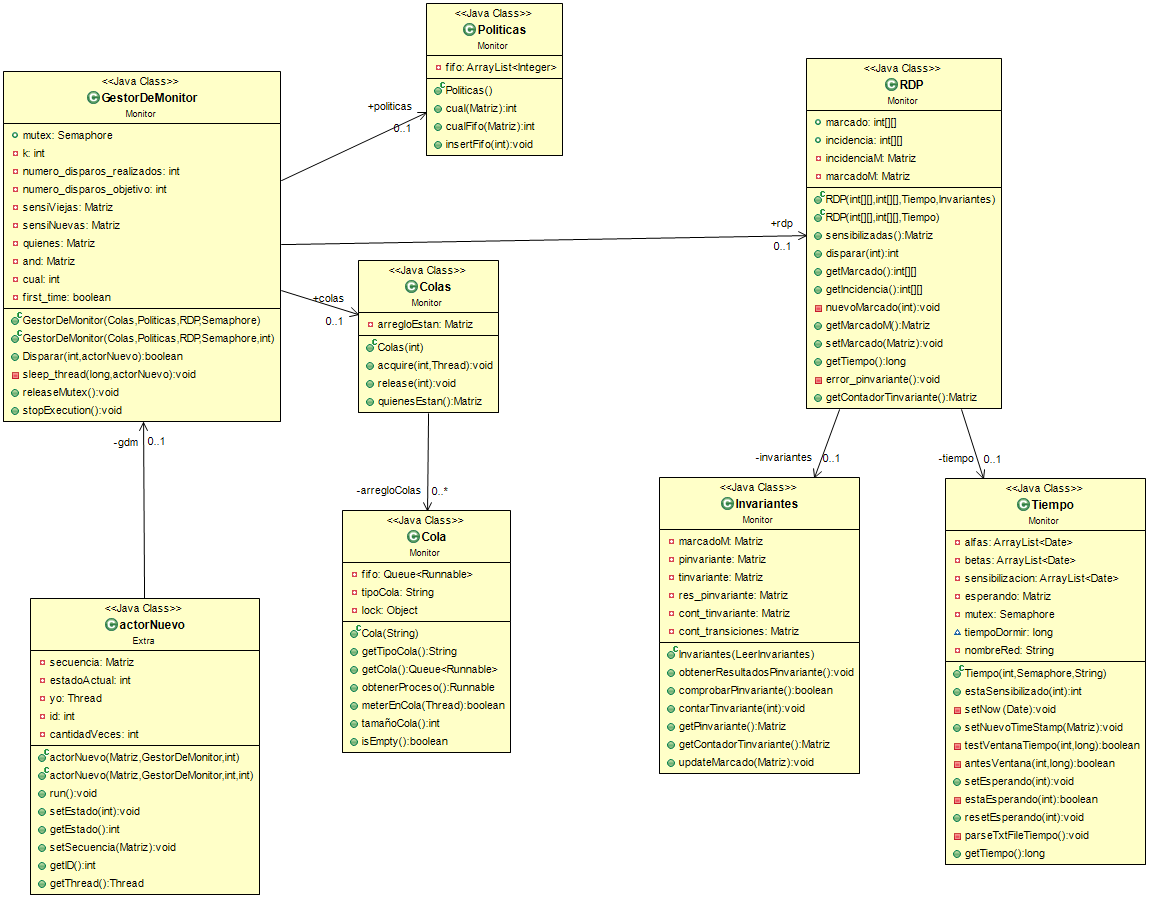 <<Java Class>>
Politicas
Monitor
fifo: ArrayList<Integer>
Politicas()
cual(Matriz):int
cualFifo(Matriz):int
insertFifo(int):void
<<Java Class>>
GestorDeMonitor
Monitor
mutex: Semaphore
k: int
numero_disparos_realizados: int
numero_disparos_objetivo: int
sensiViejas: Matriz
sensiNuevas: Matriz
quienes: Matriz
and: Matriz
cual: int
first_time: boolean
GestorDeMonitor(Colas,Politicas,RDP,Semaphore)
GestorDeMonitor(Colas,Politicas,RDP,Semaphore,int)
Disparar(int,actorNuevo):boolean
sleep_thread(long,actorNuevo):void
releaseMutex():void
stopExecution():void
+politicas
0..1
+rdp
0..1
+colas
0..1
<<Java Class>>
RDP
Monitor
marcado: int[][]
incidencia: int[][]
incidenciaM: Matriz
marcadoM: Matriz
RDP(int[][],int[][],Tiempo,Invariantes)
RDP(int[][],int[][],Tiempo)
sensibilizadas():Matriz
disparar(int):int
getMarcado():int[][]
getIncidencia():int[][]
nuevoMarcado(int):void
getMarcadoM():Matriz
setMarcado(Matriz):void
getTiempo():long
error_pinvariante():void
getContadorTinvariante():Matriz
<<Java Class>>
Colas
Monitor
arregloEstan: Matriz
Colas(int)
acquire(int,Thread):void
release(int):void
quienesEstan():Matriz
-gdm
0..1
-arregloColas
0..*
-invariantes
0..1
-tiempo
0..1
<<Java Class>>
Cola
Monitor
fifo: Queue<Runnable>
tipoCola: String
lock: Object
Cola(String)
getTipoCola():String
getCola():Queue<Runnable>
obtenerProceso():Runnable
meterEnCola(Thread):boolean
tamañoCola():int
isEmpty():boolean
<<Java Class>>
Invariantes
Monitor
marcadoM: Matriz
pinvariante: Matriz
tinvariante: Matriz
res_pinvariante: Matriz
cont_tinvariante: Matriz
cont_transiciones: Matriz
Invariantes(LeerInvariantes)
obtenerResultadosPinvariante():void
comprobarPinvariante():boolean
contarTinvariante(int):void
getPinvariante():Matriz
getContadorTinvariante():Matriz
updateMarcado(Matriz):void
<<Java Class>>
Tiempo
Monitor
alfas: ArrayList<Date>
betas: ArrayList<Date>
sensibilizacion: ArrayList<Date>
esperando: Matriz
mutex: Semaphore
tiempoDormir: long
nombreRed: String
Tiempo(int,Semaphore,String)
estaSensibilizado(int):int
setNow(Date):void
setNuevoTimeStamp(Matriz):void
testVentanaTiempo(int,long):boolean
antesVentana(int,long):boolean
setEsperando(int):void
estaEsperando(int):boolean
resetEsperando(int):void
parseTxtFileTiempo():void
getTiempo():long
<<Java Class>>
actorNuevo
Extra
secuencia: Matriz
estadoActual: int
yo: Thread
id: int
cantidadVeces: int
actorNuevo(Matriz,GestorDeMonitor,int)
actorNuevo(Matriz,GestorDeMonitor,int,int)
run():void
setEstado(int):void
getEstado():int
setSecuencia(Matriz):void
getID():int
getThread():Thread